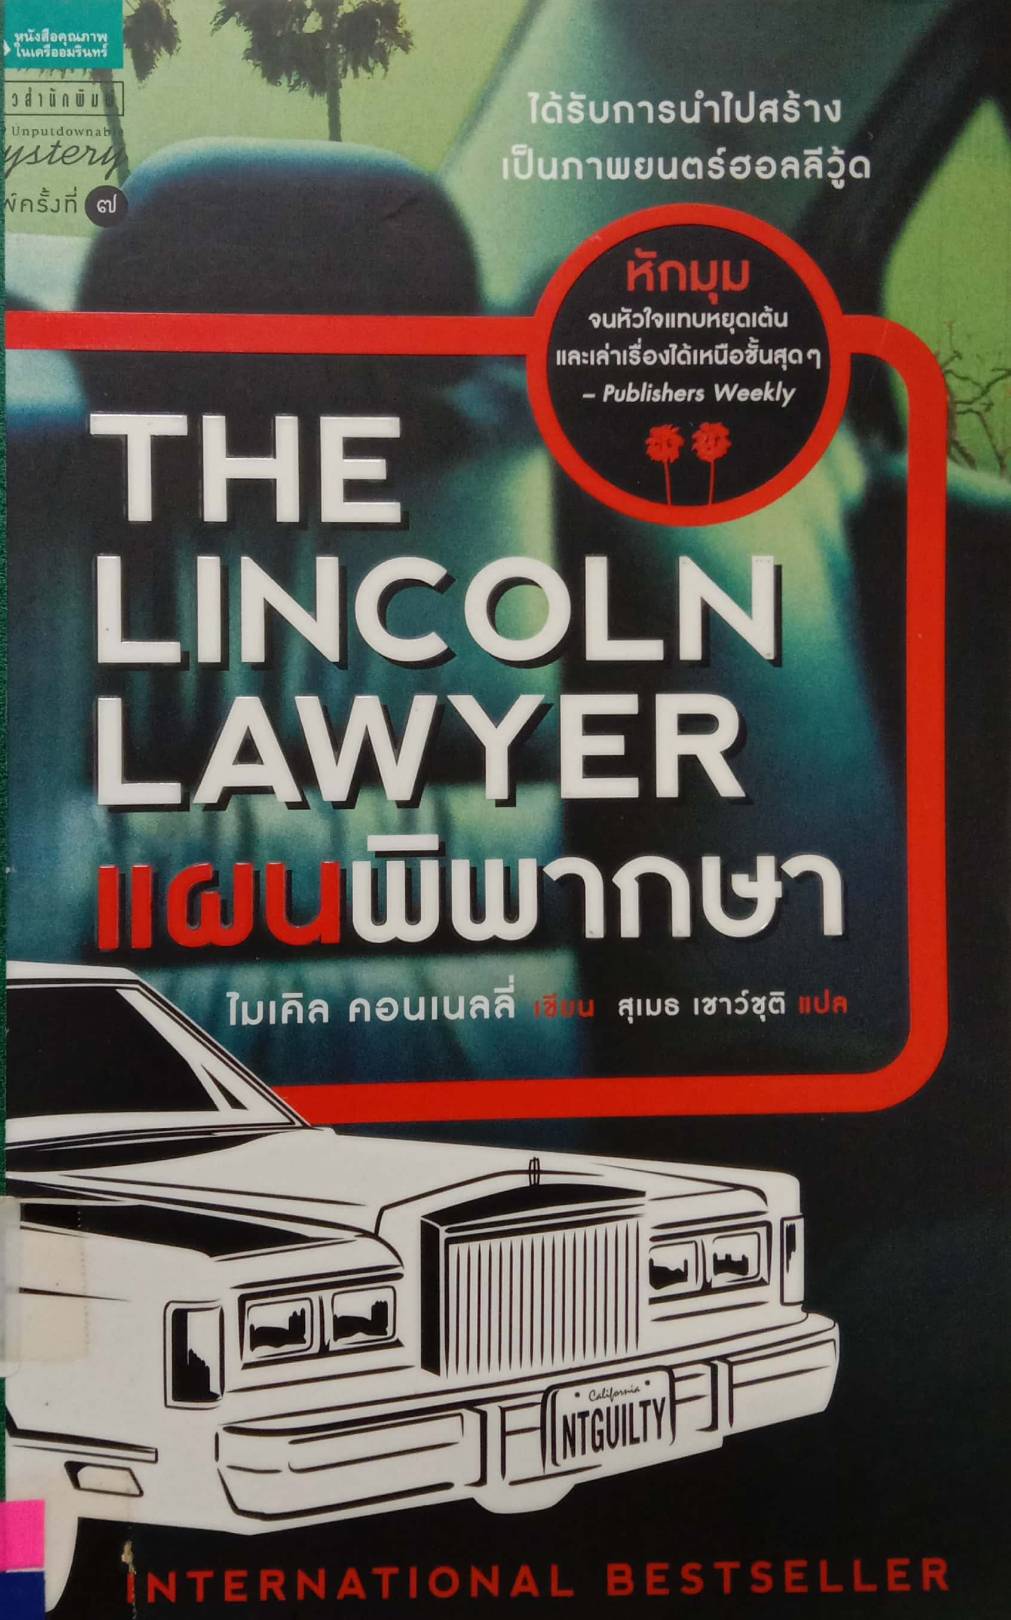 หนังสือคุณภาพ
ในเครืออมรินทร์
Unputdownable
ystery
พ์ครั้งที่ ๗
ได้รับการนำไปสร้าง
เป็นภาพยนตร์ฮอลลีวู้ด
หักมุม
จนหัวใจแทบหยุดเต้น
และเล่าเรื่องได้เหนือชั้นสุดๆ
– Publishers Weekly
THE
LINCOLN
LAWYER
แผนพิพากษา
ไมเคิล คอนเนลลี่ เขียน สุเมธ เชาว์ชุติ แปล
California
NTGUILTY
INTERNATIONAL BESTSELLER